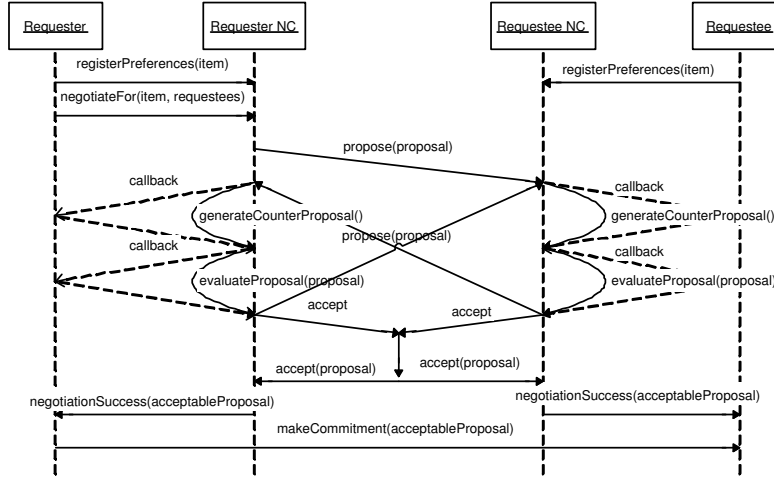 Requester
Requester NC
Requestee NC
Requestee
registerPreferences(item)
registerPreferences(item)
negotiateFor(item, requestees)
propose(proposal)
callback
callback
generateCounterProposal()
generateCounterProposal()
propose(proposal)
callback
callback
evaluateProposal(proposal)
evaluateProposal(proposal)
accept
accept
accept(proposal)
accept(proposal)
negotiationSuccess(acceptableProposal)
negotiationSuccess(acceptableProposal)
makeCommitment(acceptableProposal)